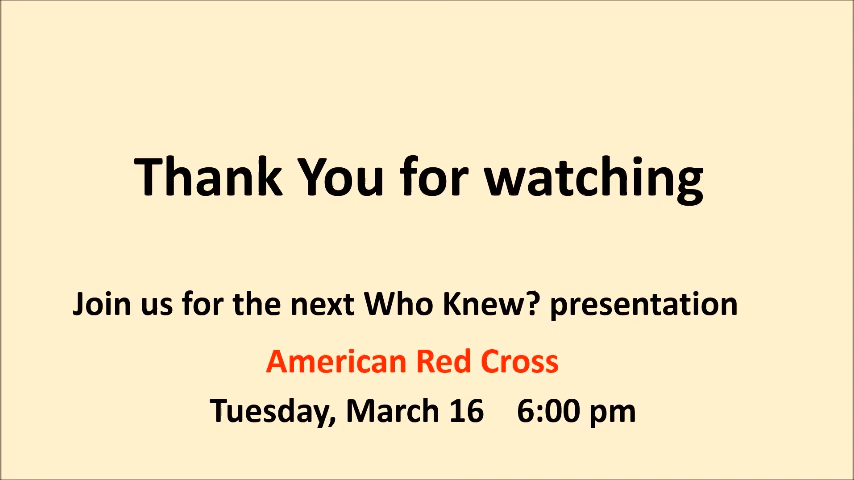 Thank You for watching
Join us for the next Who Knew? presentation
American Red Cross
Tuesday, March 16 6:00 pm